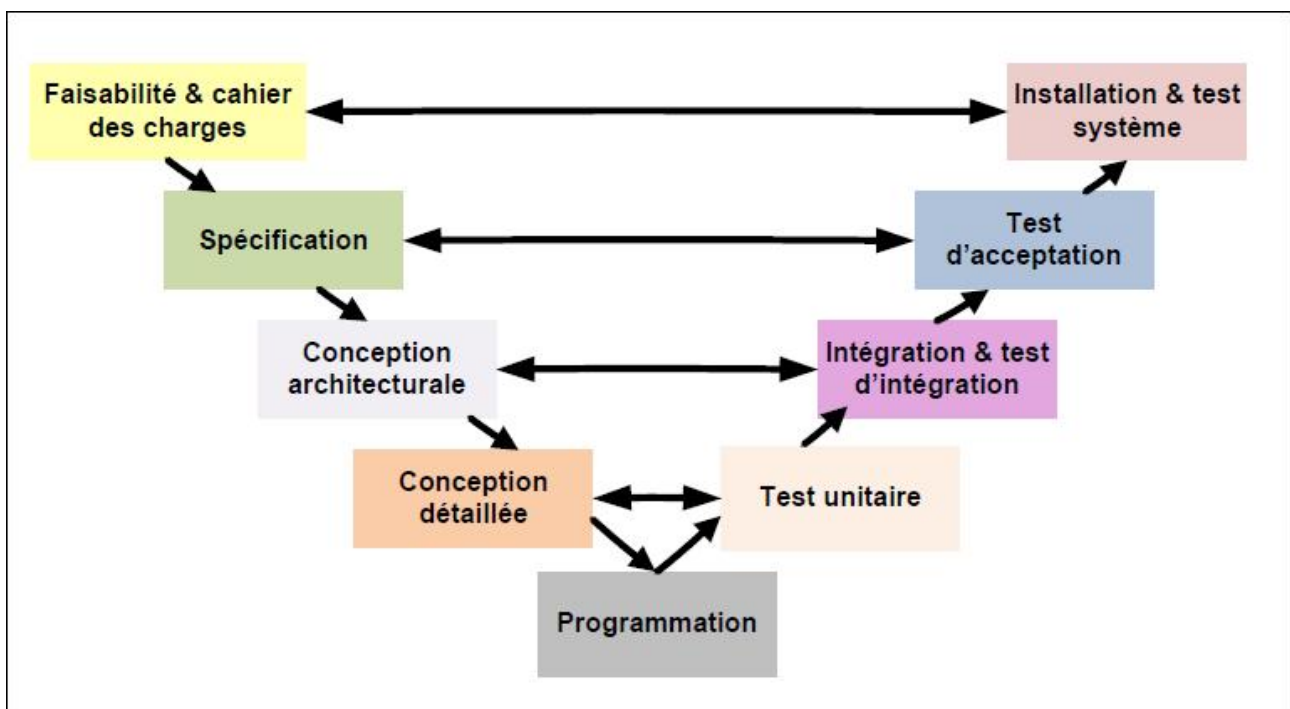 Faisabilité & cahier
des charges
Installation & test
système
Spécification
Test
d’acceptation
Conception
architecturale
Intégration & test
d’intégration
Conception
détaillée
Test unitaire
Programmation